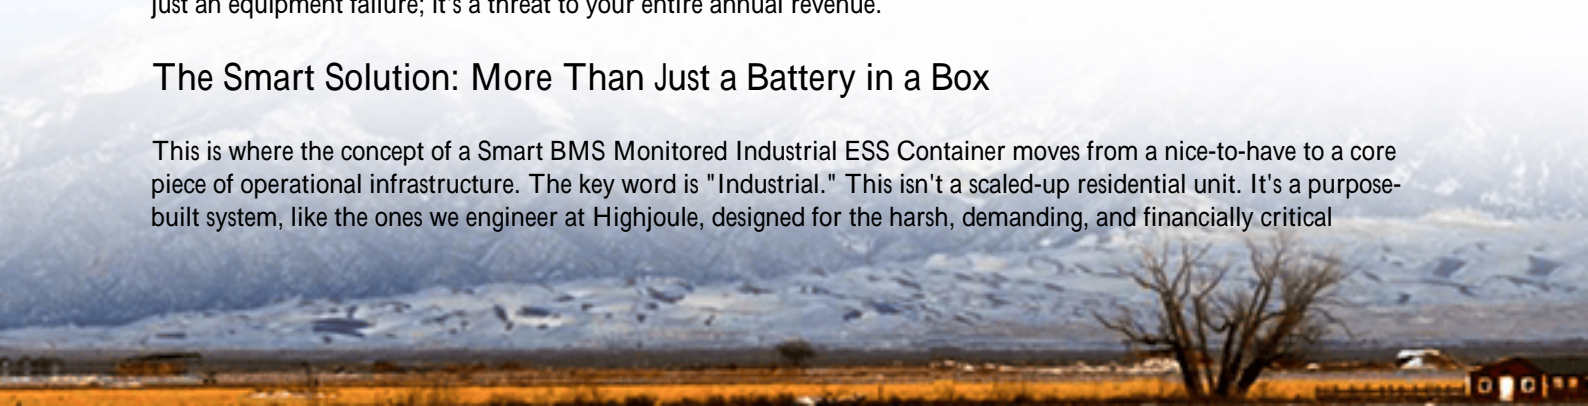 just an equipment failure; it's a threat to your entire annual revenue.
The Smart Solution: More Than Just a Battery in a Box
This is where the concept of a Smart BMS Monitored Industrial ESS Container moves from a nice-to-have to a core
piece of operational infrastructure. The key word is "Industrial." This isn't a scaled-up residential unit. It's a purpose-
built system, like the ones we engineer at Highjoule, designed for the harsh, demanding, and financially critical